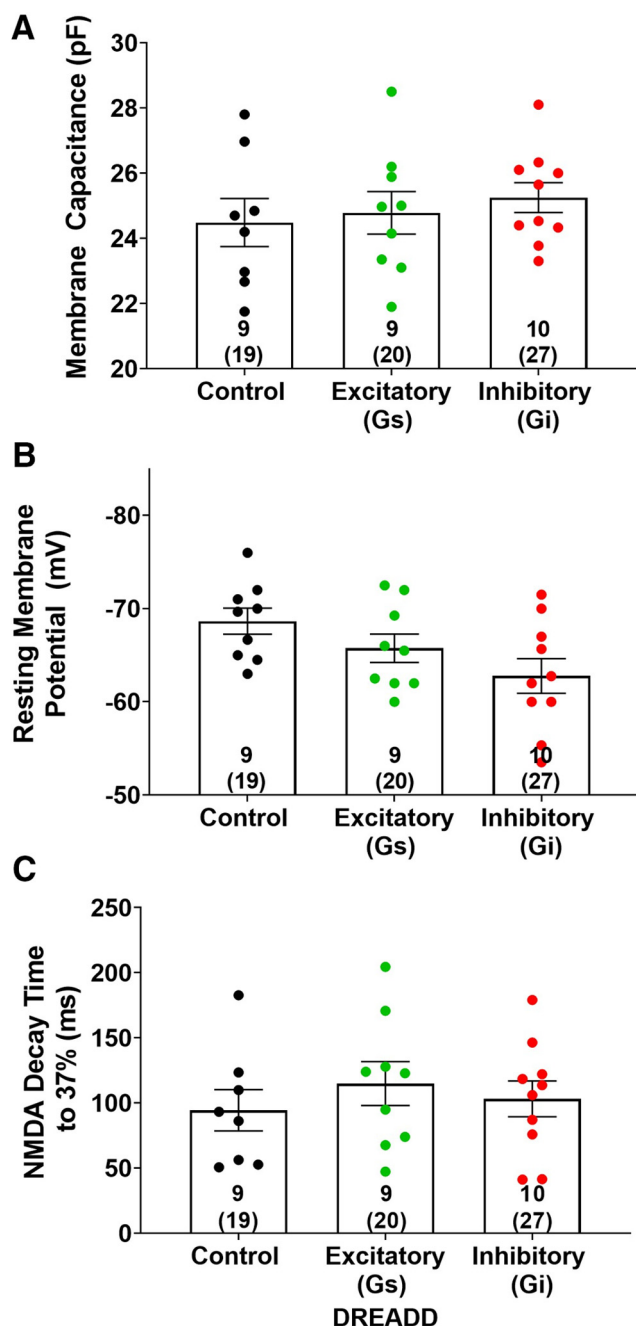 A
Membrane Capacitance (pF)
30
28
26
24
22
20
9
(19)
9
(20)
10
(27)
Control
Excitatory
(Gs)
Inhibitory
(Gi)
B
Resting Membrane
Potential (mV)
-80
-70
-60
-50
9
(19)
9
(20)
10
(27)
Control
Excitatory
(Gs)
Inhibitory
(Gi)
C
NMDA Decay Time
to 37% (ms)
250
200
150
100
50
0
9
(19)
9
(20)
10
(27)
Control
Excitatory
(Gs)
Inhibitory
(Gi)
DREADD